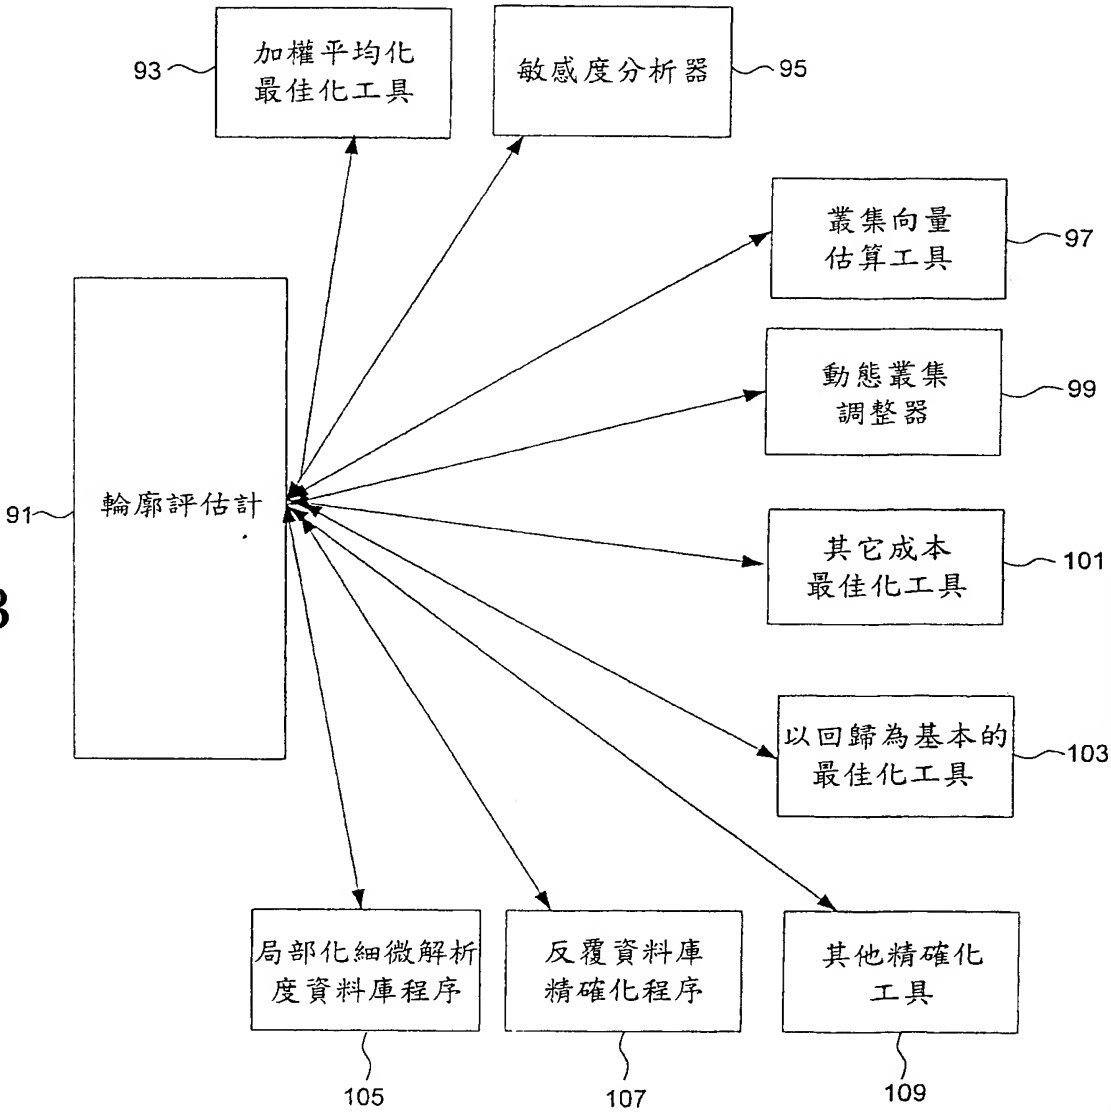 93
加權平均化
最佳化工具
敏感度分析器
95
叢集向量
估算工具
97
動態叢集
調整器
99
91
輪廓評估計
其它成本
最佳化工具
101
以回歸為基本的
最佳化工具
103
局部化細微解析
度資料庫程序
105
反覆資料庫
精確化程序
107
其他精確化
工具
109